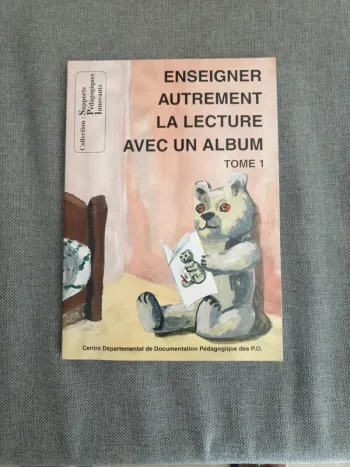 Collection : Supports
Pédagogiques
Innovants
ENSEIGNER
AUTREMENT
LA LECTURE
AVEC UN ALBUM
TOME 1
Centre Départemental de Documentation Pédagogique des P.O.